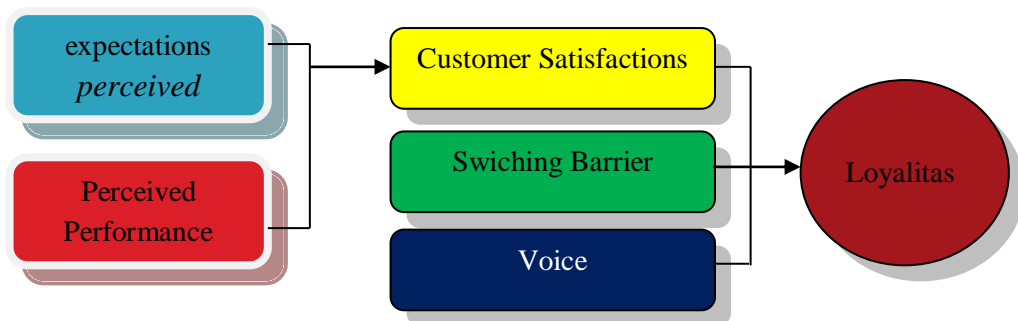 expectations
perceived
Perceived
Performance
Customer Satisfactions
Swiching Barrier
Voice
Loyalitas